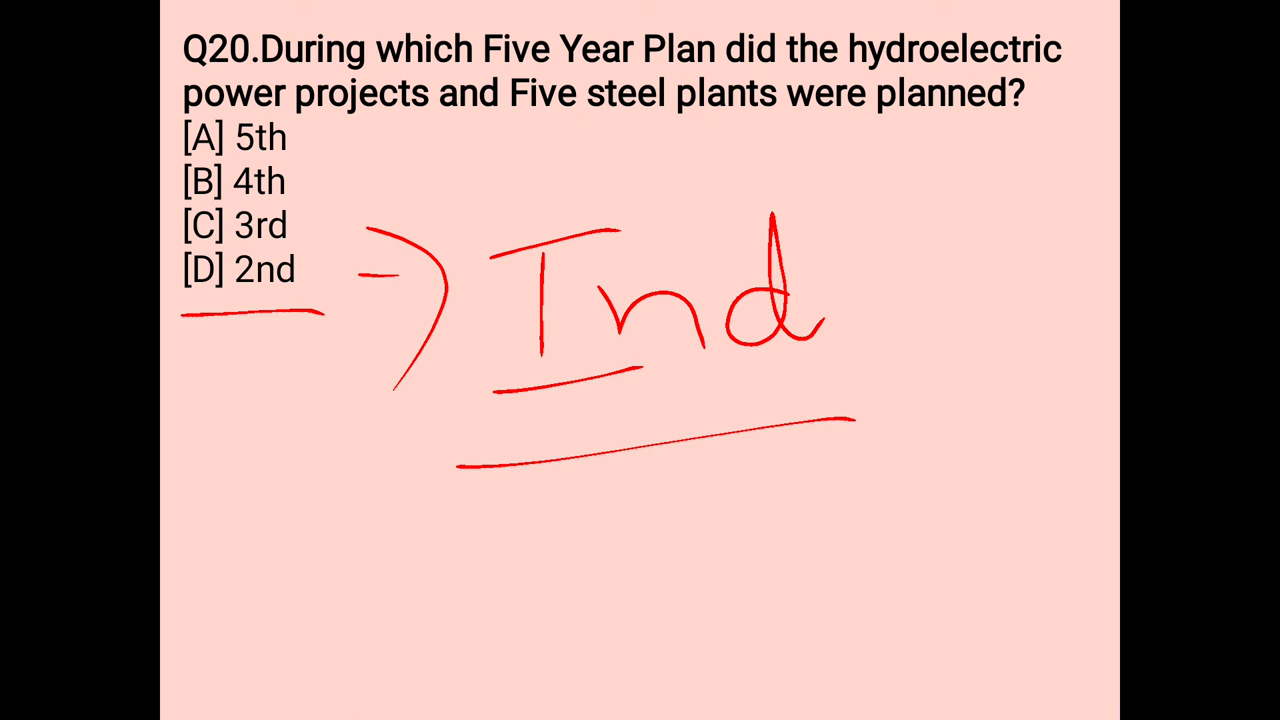 Q20.During which Five Year Plan did the hydroelectric
power projects and Five steel plants were planned?
[A] 5th
[B] 4th
[C] 3rd
[D] 2nd
Ind